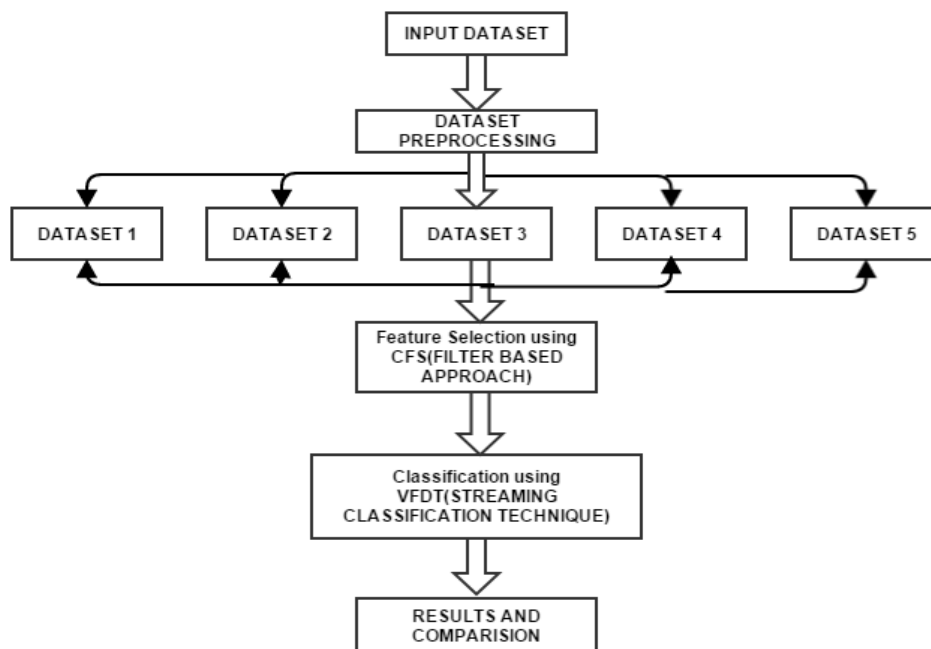 INPUT DATASET
DATASET
PREPROCESSING
DATASET 1
DATASET 2
DATASET 3
DATASET 4
DATASET 5
Feature Selection using
CFS(FILTER BASED
APPROACH)
Classification using
VFDT(STREAMING
CLASSIFICATION TECHNIQUE)
RESULTS AND
COMPARISION